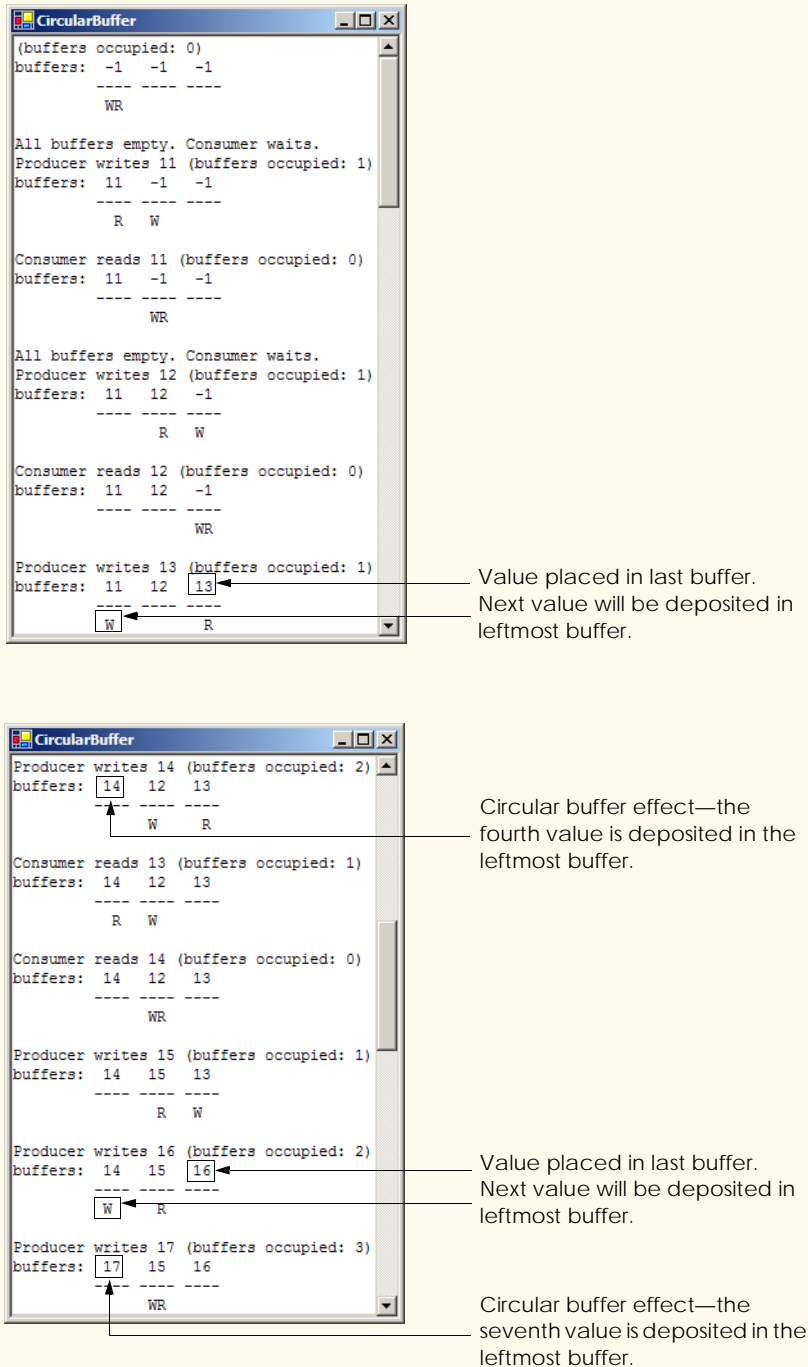 CircularBuffer
(buffers occupied: 0)
buffers: -1 -1 -1
---- ---- ----
WR
All buffers empty. Consumer waits.
Producer writes 11 (buffers occupied: 1)
buffers: 11 -1 -1
---- ---- ----
R W
Consumer reads 11 (buffers occupied: 0)
buffers: 11 -1 -1
---- ---- ----
WR
All buffers empty. Consumer waits.
Producer writes 12 (buffers occupied: 1)
buffers: 11 12 -1
---- ---- ----
R W
Consumer reads 12 (buffers occupied: 0)
buffers: 11 12 -1
---- ---- ----
WR
Producer writes 13 (buffers occupied: 1)
buffers: 11 12 13
---- ---- ----
W R
Value placed in last buffer.
Next value will be deposited in
leftmost buffer.
CircularBuffer
Producer writes 14 (buffers occupied: 2)
buffers: 14 12 13
---- ---- ----
W R
Circular buffer effect—the
fourth value is deposited in the
leftmost buffer.
Consumer reads 13 (buffers occupied: 1)
buffers: 14 12 13
---- ---- ----
R W
Consumer reads 14 (buffers occupied: 0)
buffers: 14 12 13
---- ---- ----
WR
Producer writes 15 (buffers occupied: 1)
buffers: 14 15 13
---- ---- ----
R W
Producer writes 16 (buffers occupied: 2)
buffers: 14 15 16
---- ---- ----
W R
Value placed in last buffer.
Next value will be deposited in
leftmost buffer.
Producer writes 17 (buffers occupied: 3)
buffers: 17 15 16
---- ---- ----
WR
Circular buffer effect—the
seventh value is deposited in the
leftmost buffer.